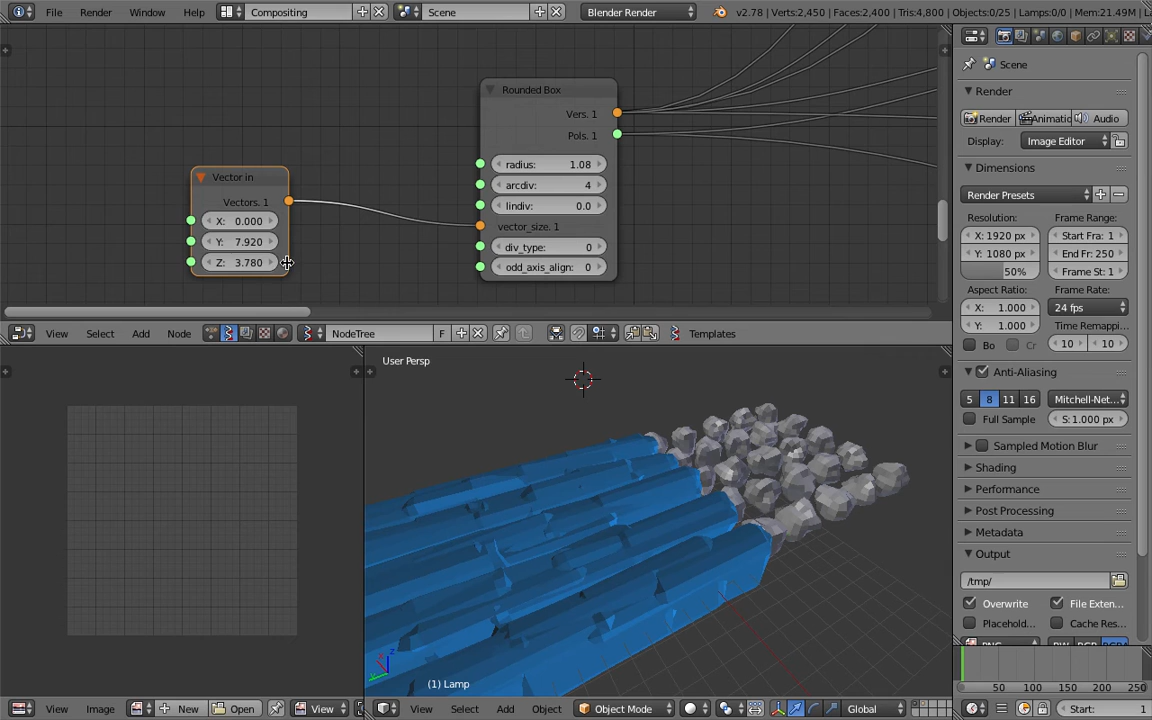 File Render Window Help Compositing Scene Blender Render v2.78 | Verts:2,450 | Faces:2,400 | Tris:4,800 | Objects:0/25 | Lamps:0/0 | Mem:21.49M |
Rounded Box
Vers. 1
Pols. 1
radius: 1.08
arcdiv: 4
lindiv: 0.0
vector_size. 1
div_type: 0
odd_axis_align: 0
Vector in
Vectors. 1
X: 0.000
Y: 7.920
Z: 3.780
View Select Add Node NodeTree F Templates
User Persp
(1) Lamp
View Image New Open View
View Select Add Object Object Mode Global
Scene
Render
Render Animatic Audio
Display: Image Editor
Dimensions
Render Presets
Resolution: Frame Range:
X: 1920 px Start Fra: 1
Y: 1080 px End Fr: 250
50% Frame St: 1
Aspect Ratio: Frame Rate:
X: 1.000 24 fps
Y: 1.000 Time Remappi...
Bo Cr 10 10
Anti-Aliasing
5 8 11 16 Mitchell-Net...
Full Sample S: 1.000 px
Sampled Motion Blur
Shading
Performance
Post Processing
Metadata
Output
/tmp/
Overwrite File Exten...
Placehold... Cache Res...
50 100 150 200 250
Start: 1